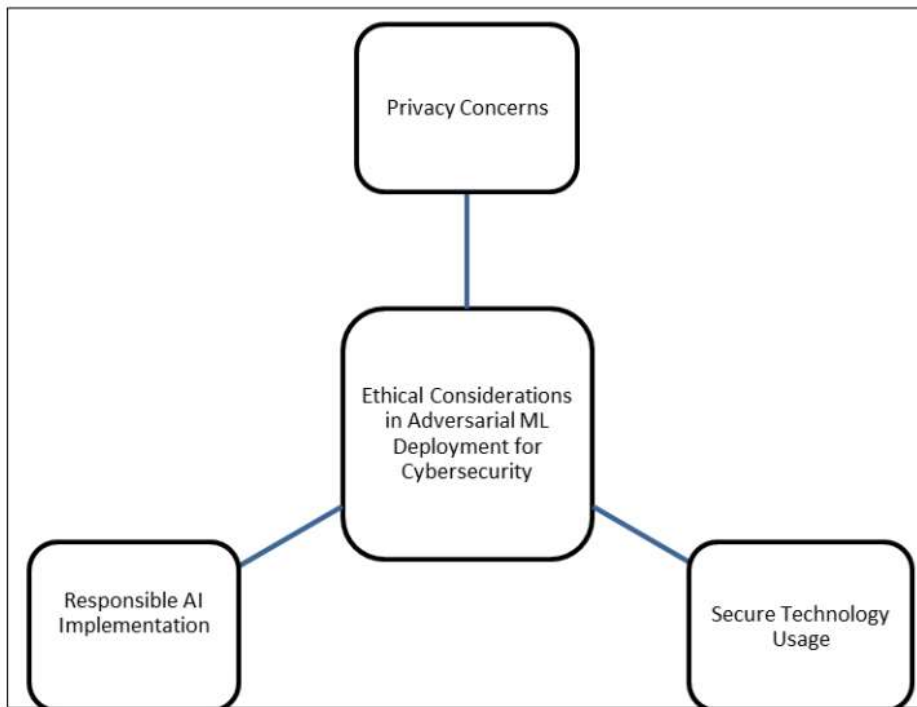 Privacy Concerns
Ethical Considerations
in Adversarial ML
Deployment for
Cybersecurity
Responsible AI
Implementation
Secure Technology
Usage